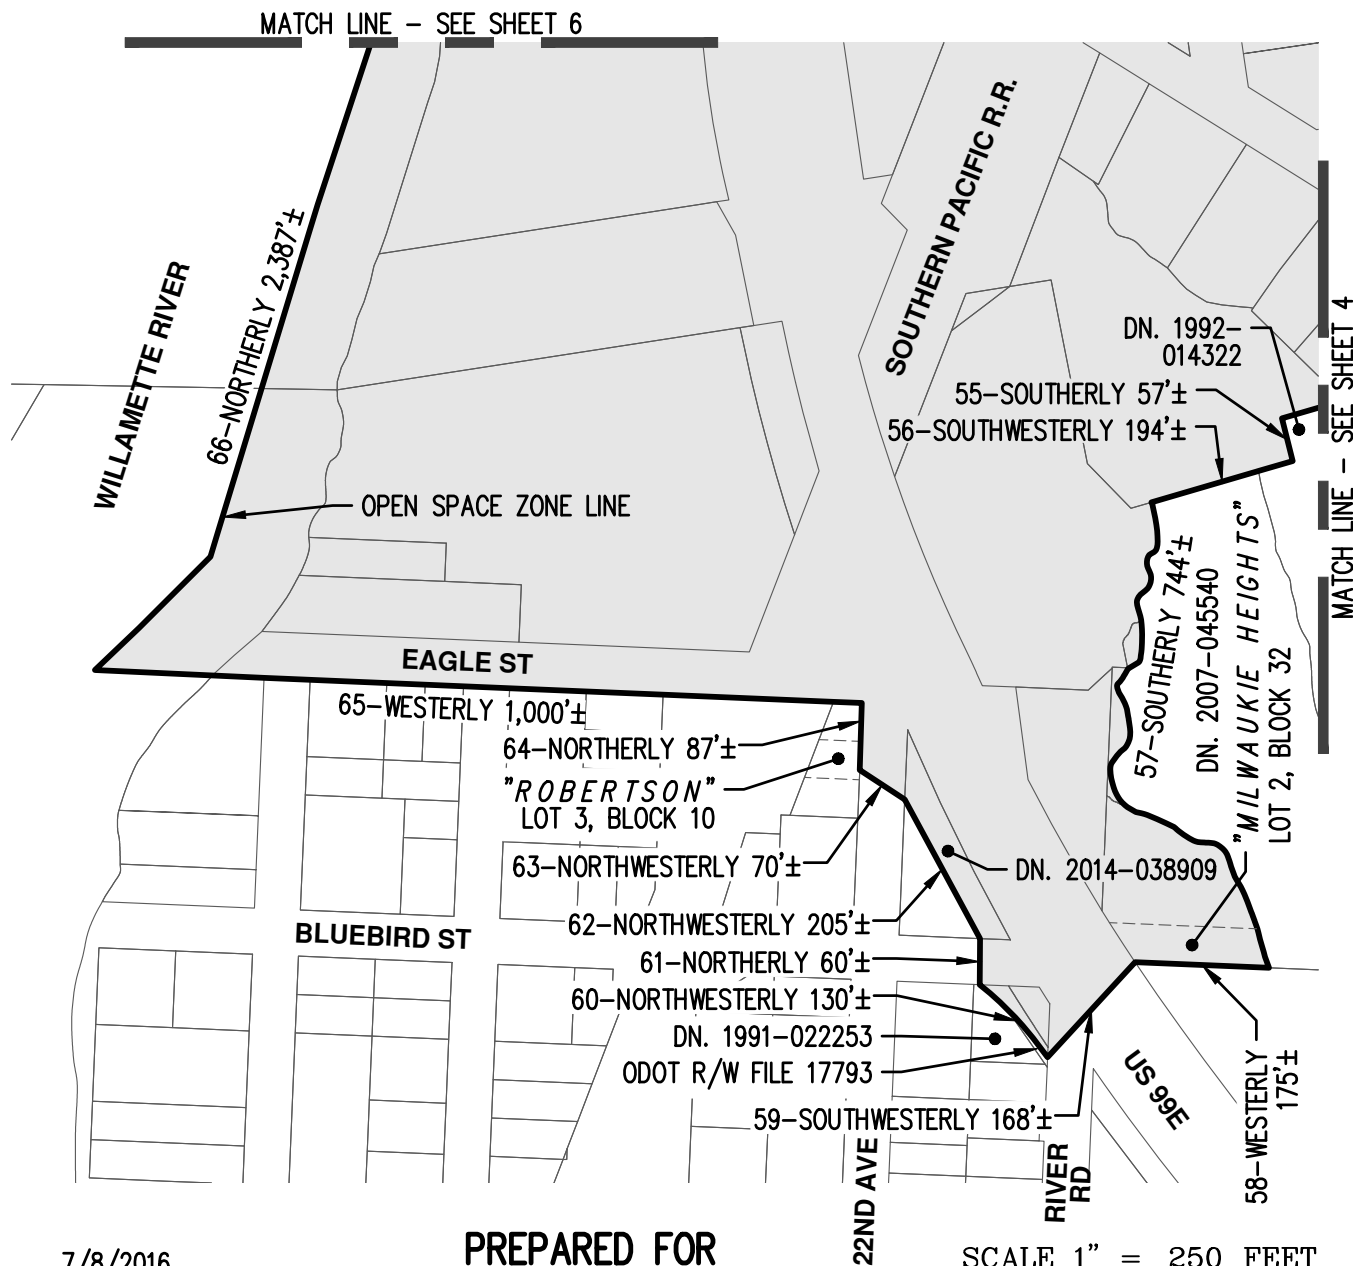 MATCH LINE – SEE SHEET 6
SOUTHERN PACIFIC R.R.
WILLAMETTE RIVER
66–NORTHERLY 2,387'±
DN. 1992–
014322
MATCH LINE – SEE SHEET 4
55–SOUTHERLY 57'±
56–SOUTHWESTERLY 194'±
OPEN SPACE ZONE LINE
57–SOUTHERLY 744'±
DN. 2007–045540
"MILWAUKIE HEIGHTS"
LOT 2, BLOCK 32
EAGLE ST
65–WESTERLY 1,000'±
64–NORTHERLY 87'±
"ROBERTSON"
LOT 3, BLOCK 10
63–NORTHWESTERLY 70'±
DN. 2014–038909
62–NORTHWESTERLY 205'±
BLUEBIRD ST
61–NORTHERLY 60'±
60–NORTHWESTERLY 130'±
DN. 1991–022253
ODOT R/W FILE 17793
US 99E
58–WESTERLY
175'±
59–SOUTHWESTERLY 168'±
22ND AVE
RIVER
RD
7/8/2016
PREPARED FOR
SCALE 1" = 250 FEET